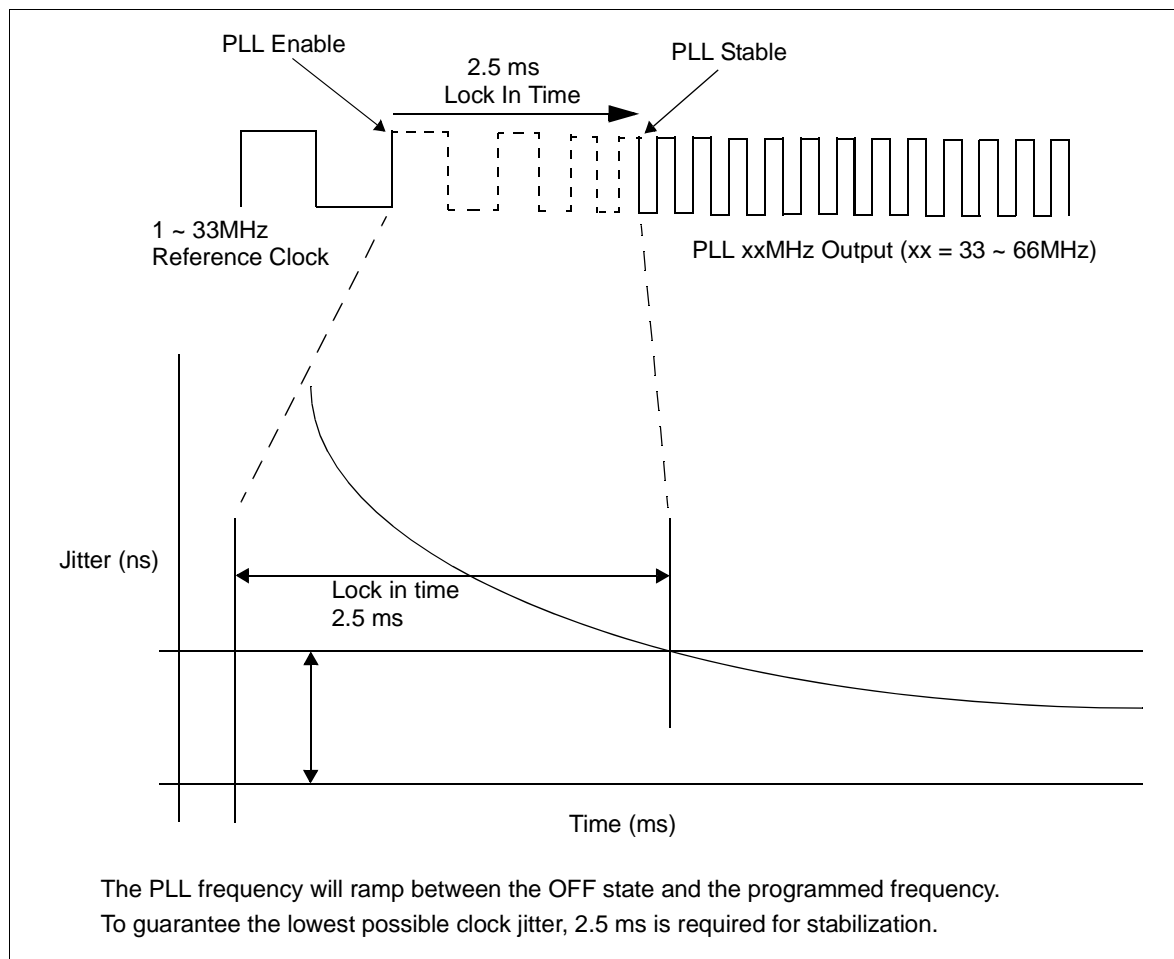 PLL Enable
2.5 ms
Lock In Time
PLL Stable
1 ~ 33MHz
Reference Clock
PLL xxMHz Output (xx = 33 ~ 66MHz)
Jitter (ns)
Lock in time
2.5 ms
Time (ms)
The PLL frequency will ramp between the OFF state and the programmed frequency.
To guarantee the lowest possible clock jitter, 2.5 ms is required for stabilization.